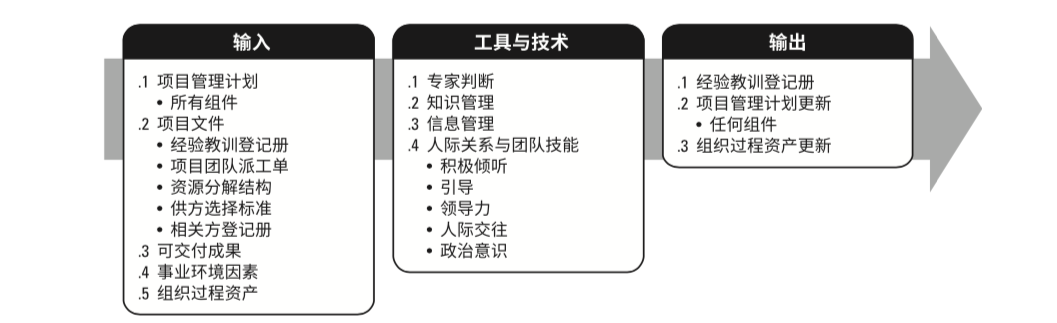 输入
.1 项目管理计划
• 所有组件
.2 项目文件
• 经验教训登记册
• 项目团队派工单
• 资源分解结构
• 供方选择标准
• 相关方登记册
.3 可交付成果
.4 事业环境因素
.5 组织过程资产
工具与技术
.1 专家判断
.2 知识管理
.3 信息管理
.4 人际关系与团队技能
• 积极倾听
• 引导
• 领导力
• 人际交往
• 政治意识
输出
.1 经验教训登记册
.2 项目管理计划更新
• 任何组件
.3 组织过程资产更新